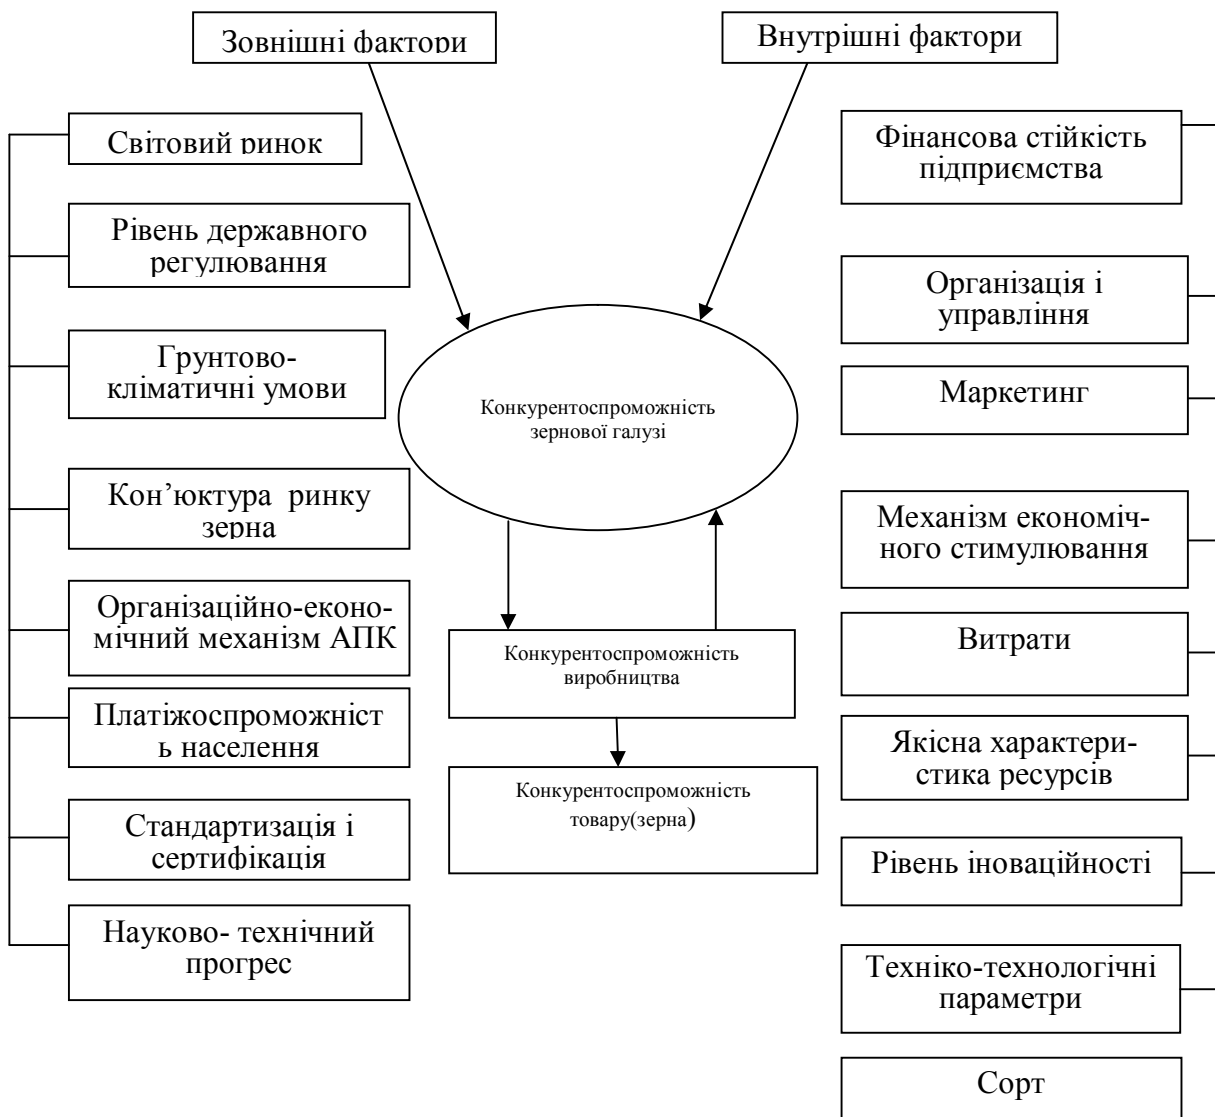 Зовнішні фактори
Внутрішні фактори
Світовий ринок
Рівень державного
регулювання
Грунтово-
кліматичні умови
Кон’юктура ринку
зерна
Організаційно-еконо-
мічний механізм АПК
Платіжоспроможніст
ь населення
Стандартизація і
сертифікація
Науково- технічний
прогрес
Конкурентоспроможність
зернової галузі
Конкурентоспроможність
виробництва
Конкурентоспроможність
товару(зерна)
Фінансова стійкість
підприємства
Організація і
управління
Маркетинг
Механізм економіч-
ного стимулювання
Витрати
Якісна характери-
стика ресурсів
Рівень іноваційності
Техніко-технологічні
параметри
Сорт